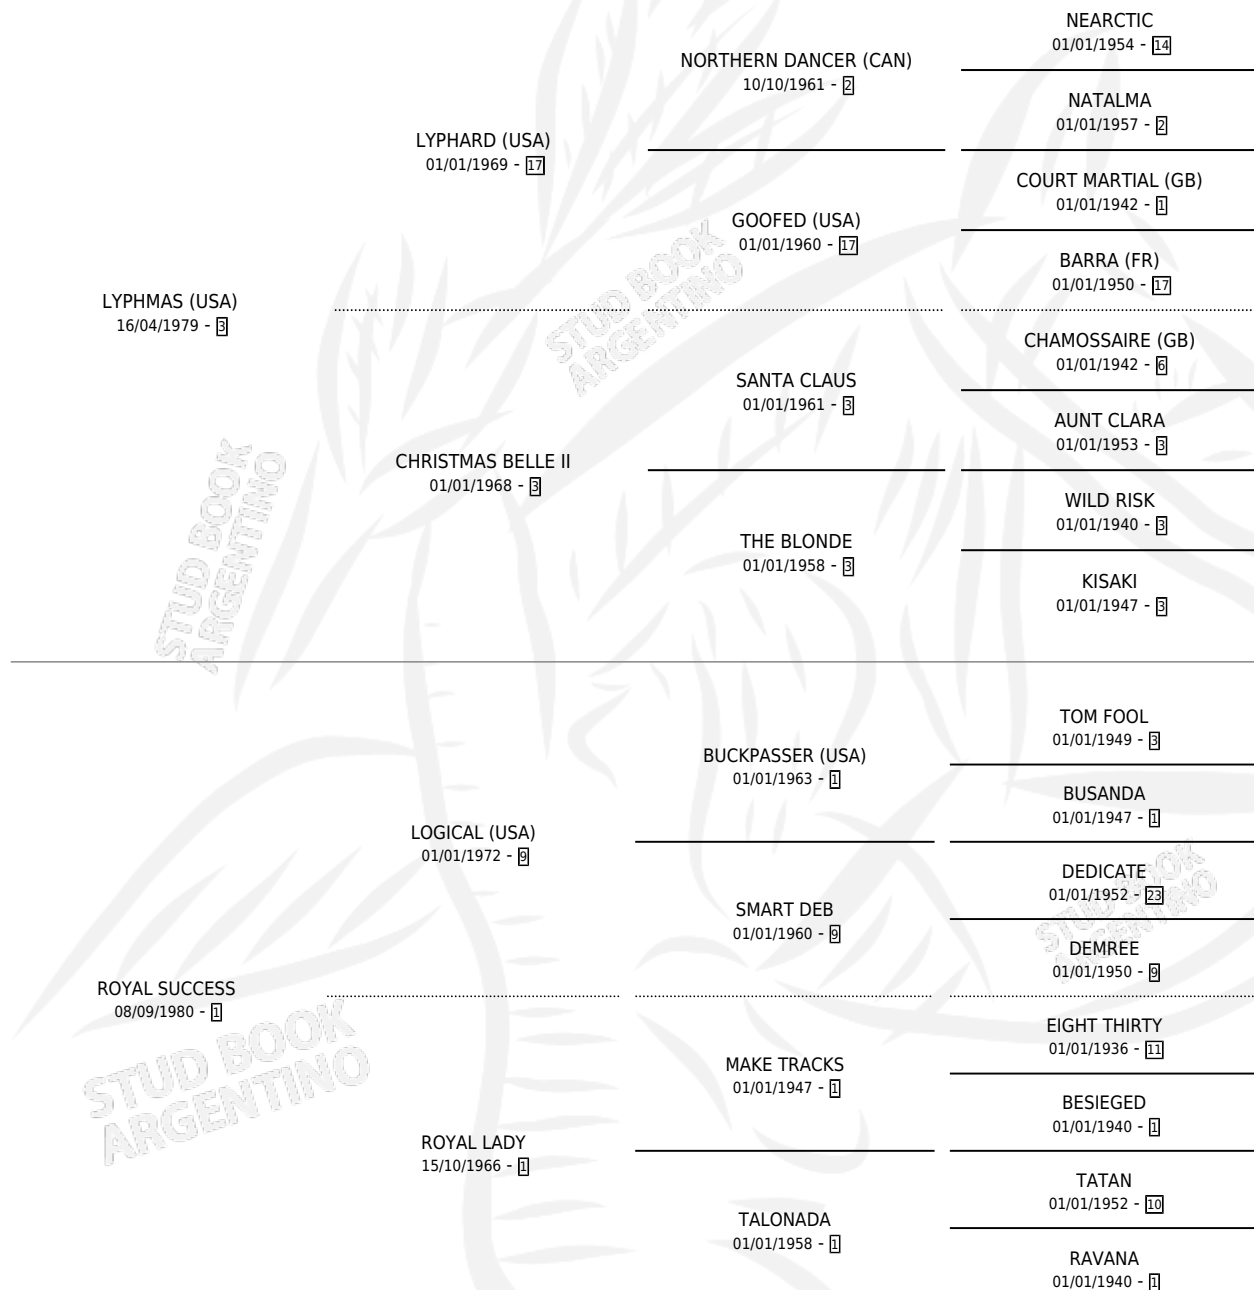 NEARCTIC
01/01/1954 - 14
NORTHERN DANCER (CAN)
10/10/1961 - 2
NATALMA
01/01/1957 - 2
LYPHARD (USA)
01/01/1969 - 17
COURT MARTIAL (GB)
01/01/1942 - 1
GOOFED (USA)
01/01/1960 - 17
BARRA (FR)
01/01/1950 - 17
LYPHMAS (USA)
16/04/1979 - 3
CHAMOSSAIRE (GB)
01/01/1942 - 6
SANTA CLAUS
01/01/1961 - 3
AUNT CLARA
01/01/1953 - 3
CHRISTMAS BELLE II
01/01/1968 - 3
WILD RISK
01/01/1940 - 3
THE BLONDE
01/01/1958 - 3
KISAKI
01/01/1947 - 3
TOM FOOL
01/01/1949 - 3
BUCKPASSER (USA)
01/01/1963 - 1
BUSANDA
01/01/1947 - 1
LOGICAL (USA)
01/01/1972 - 9
DEDICATE
01/01/1952 - 23
SMART DEB
01/01/1960 - 9
DEMREE
01/01/1950 - 9
ROYAL SUCCESS
08/09/1980 - 1
EIGHT THIRTY
01/01/1936 - 11
MAKE TRACKS
01/01/1947 - 1
BESIEGED
01/01/1940 - 1
ROYAL LADY
15/10/1966 - 1
TATAN
01/01/1952 - 10
TALONADA
01/01/1958 - 1
RAVANA
01/01/1940 - 1
STUD BOOK
ARGENTINO
STUD BOOK
ARGENTINO
STUD BOOK
ARGENTINO
STUD BOOK
ARGENTINO